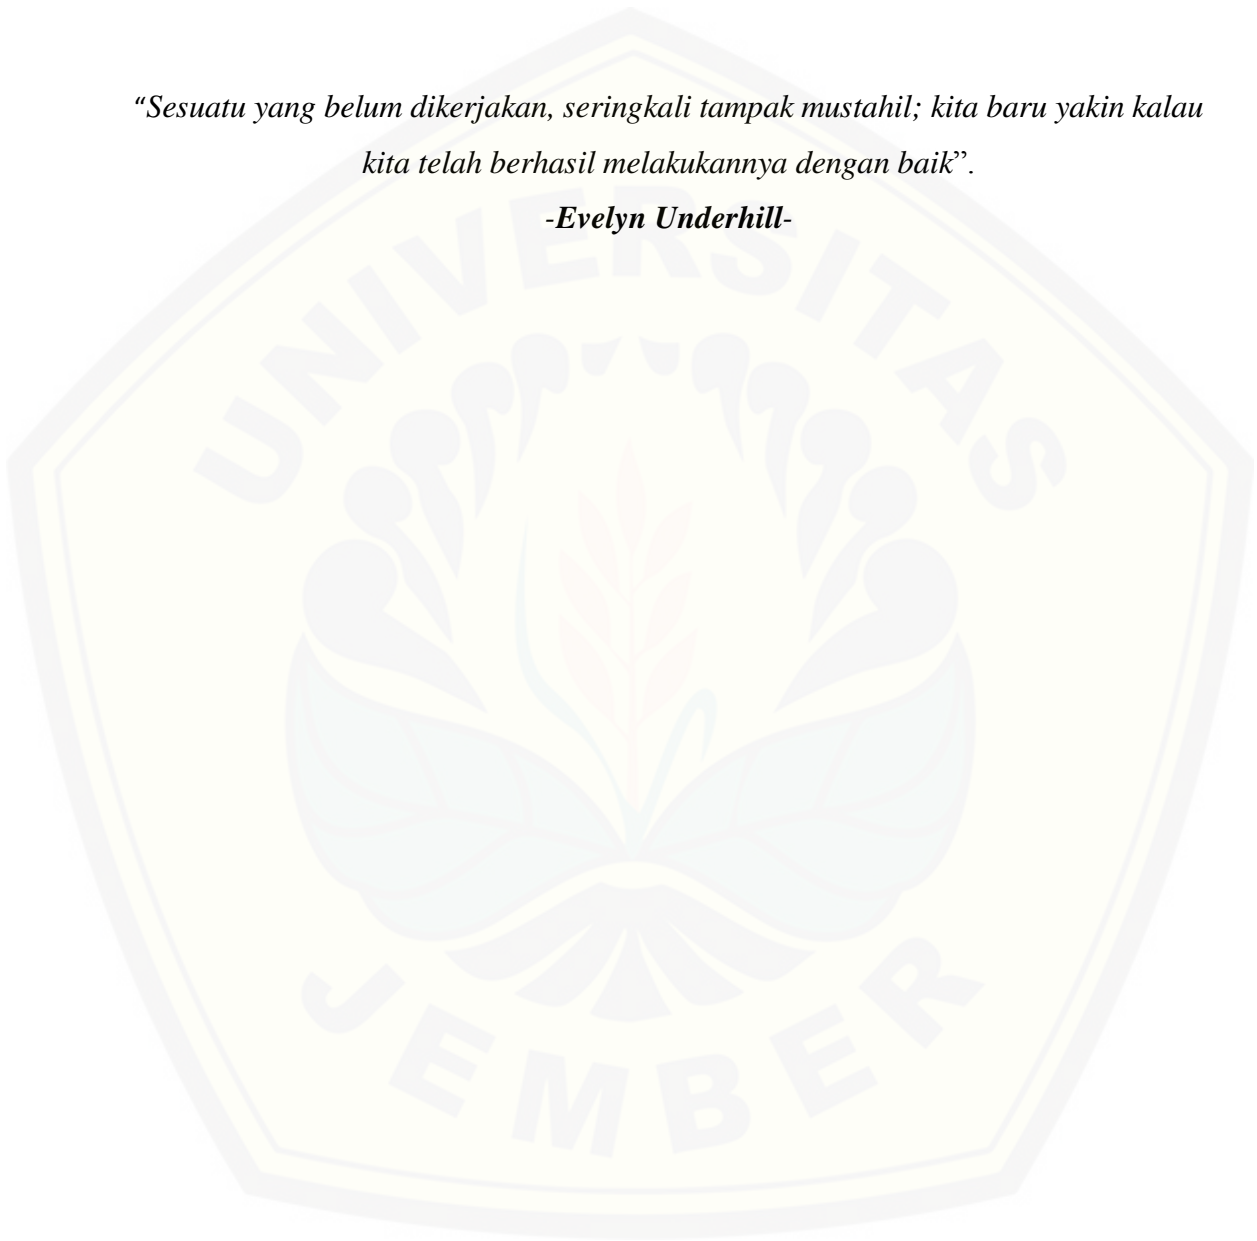 “Sesuatu yang belum dikerjakan, seringkali tampak mustahil; kita baru yakin kalau
kita telah berhasil melakukannya dengan baik”.
-Evelyn Underhill-
UNIVERSITAS
JEMBER